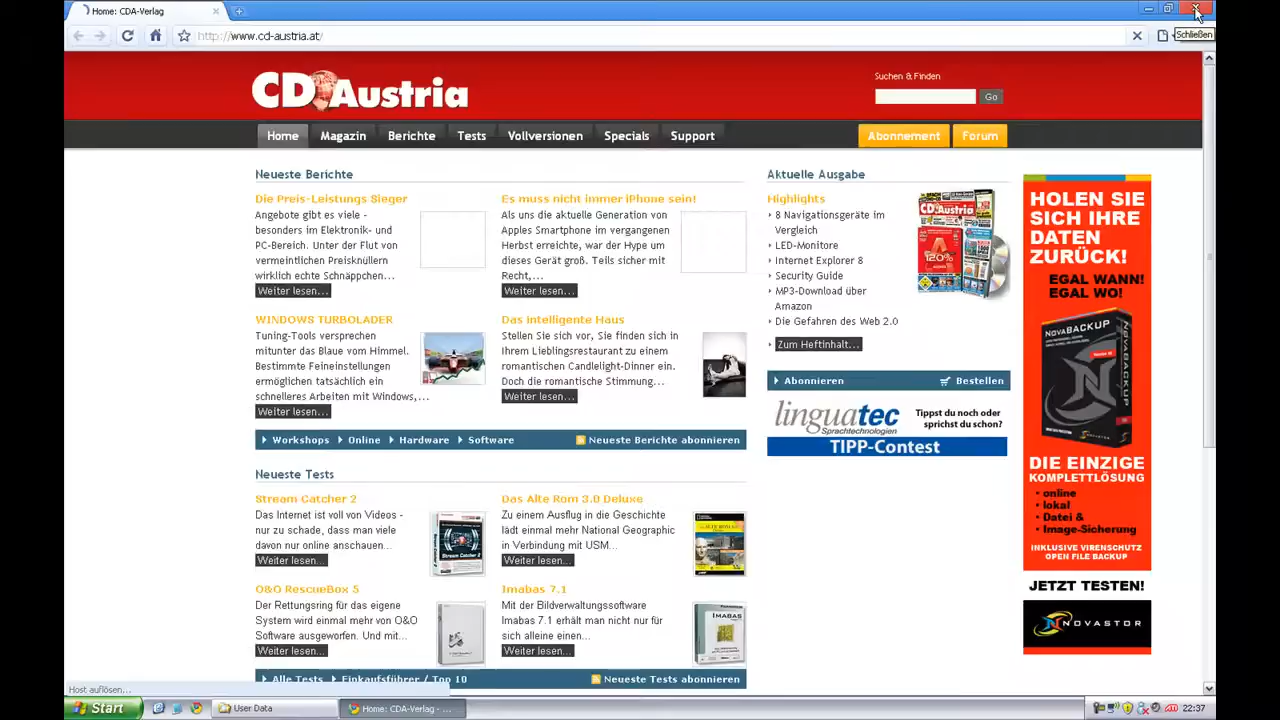 Home: CDA-Verlag
http://www.cd-austria.at/
Schließen
CD Austria
Suchen & Finden
Go
Home Magazin Berichte Tests Vollversionen Specials Support Abonnement Forum
Neueste Berichte
Die Preis-Leistungs Sieger
Angebote gibt es viele -
besonders im Elektronik- und
PC-Bereich. Unter der Flut von
vermeintlichen Preisknüllern
wirklich echte Schnäppchen...
Weiter lesen...
Es muss nicht immer iPhone sein!
Als uns die aktuelle Generation von
Apples Smartphone im vergangenen
Herbst erreichte, war der Hype um
dieses Gerät groß. Teils sicher mit
Recht,...
Weiter lesen...
WINDOWS TURBOLADER
Tuning-Tools versprechen
mitunter das Blaue vom Himmel.
Bestimmte Feineinstellungen
ermöglichen tatsächlich ein
schnelleres Arbeiten mit Windows,...
Weiter lesen...
Das intelligente Haus
Stellen Sie sich vor, Sie finden sich in
Ihrem Lieblingsrestaurant zu einem
romantischen Candlelight-Dinner ein.
Doch die romantische Stimmung...
Weiter lesen...
Workshops Online Hardware Software Neueste Berichte abonnieren
Neueste Tests
Stream Catcher 2
Das Internet ist voll von Videos -
nur zu schade, dass man viele
davon nur online anschauen...
Weiter lesen...
Das Alte Rom 3.0 Deluxe
Zu einem Ausflug in die Geschichte
lädt einmal mehr National Geographic
in Verbindung mit USM...
Weiter lesen...
O&O RescueBox 5
Der Rettungsring für das eigene
System wird einmal mehr von O&O
Software ausgeworfen. Und mit...
Weiter lesen...
Imabas 7.1
Mit der Bildverwaltungssoftware
Imabas 7.1 erhält man nicht nur für
sich alleine einen...
Weiter lesen...
Alle Tests Einkaufsführer / Top 10 Neueste Tests abonnieren
Aktuelle Ausgabe
Highlights
8 Navigationsgeräte im
Vergleich
LED-Monitore
Internet Explorer 8
Security Guide
MP3-Download über
Amazon
Die Gefahren des Web 2.0
Zum Heftinhalt...
CD Austria
120%
Abonnieren Bestellen
linguatec
Sprachtechnologien
Tippst du noch oder
sprichst du schon?
TIPP-Contest
HOLEN SIE
SICH IHRE
DATEN
ZURÜCK!
EGAL WANN!
EGAL WO!
NOVABACKUP
DIE EINZIGE
KOMPLETTLÖSUNG
• online
• lokal
• Datei &
• Image-Sicherung
INKLUSIVE VIRENSCHUTZ
OPEN FILE BACKUP
JETZT TESTEN!
NOVASTOR
Stream Catcher 2
IMABAS
Host auflösen...
Start
User Data
Home: CDA-Verlag - ...
22:37